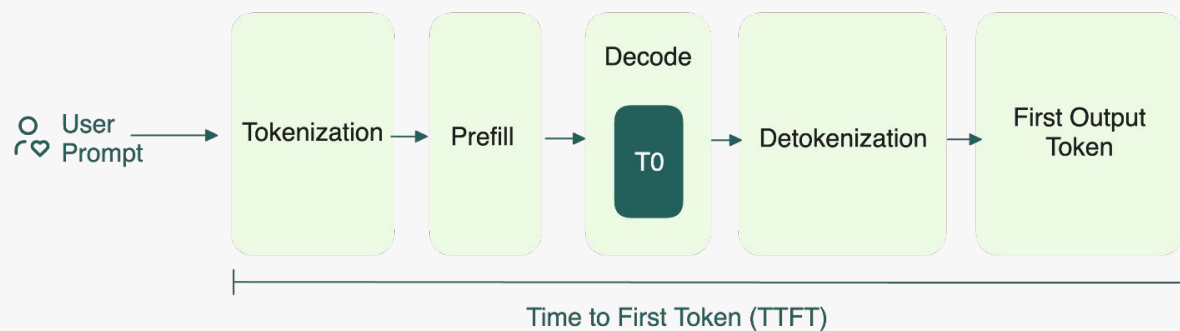 User
Prompt
Tokenization
Prefill
Decode
T0
Detokenization
First Output
Token
Time to First Token (TTFT)